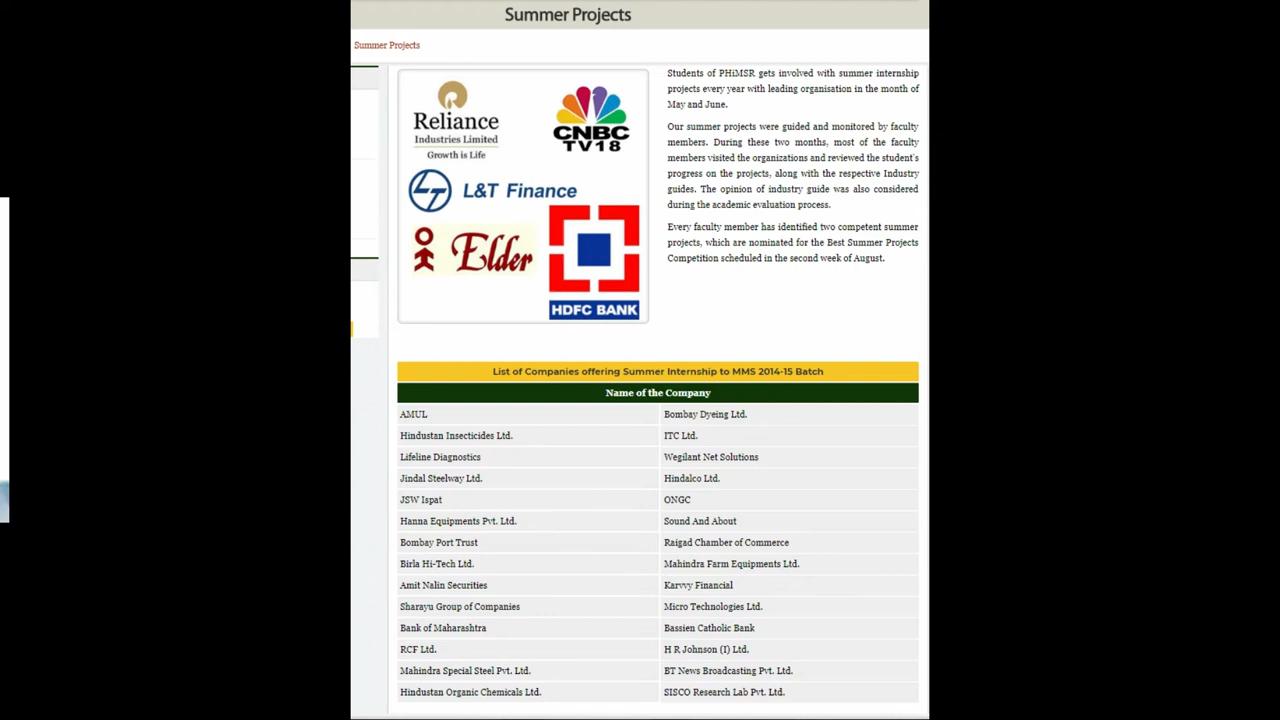 Summer Projects
Summer Projects
Reliance
Industries Limited
Growth is Life
CNBC
TV18
L&T Finance
Elder
HDFC BANK
Students of PHiMSR gets involved with summer internship
projects every year with leading organisation in the month of
May and June.
Our summer projects were guided and monitored by faculty
members. During these two months, most of the faculty
members visited the organizations and reviewed the student's
progress on the projects, along with the respective Industry
guides. The opinion of industry guide was also considered
during the academic evaluation process.
Every faculty member has identified two competent summer
projects, which are nominated for the Best Summer Projects
Competition scheduled in the second week of August.
List of Companies offering Summer Internship to MMS 2014-15 Batch
Name of the Company
AMUL Bombay Dyeing Ltd.
Hindustan Insecticides Ltd. ITC Ltd.
Lifeline Diagnostics Wegilant Net Solutions
Jindal Steelway Ltd. Hindalco Ltd.
JSW Ispat ONGC
Hanna Equipments Pvt. Ltd. Sound And About
Bombay Port Trust Raigad Chamber of Commerce
Birla Hi-Tech Ltd. Mahindra Farm Equipments Ltd.
Amit Nalin Securities Karvvy Financial
Sharayu Group of Companies Micro Technologies Ltd.
Bank of Maharashtra Bassien Catholic Bank
RCF Ltd. H R Johnson (I) Ltd.
Mahindra Special Steel Pvt. Ltd. BT News Broadcasting Pvt. Ltd.
Hindustan Organic Chemicals Ltd. SISCO Research Lab Pvt. Ltd.